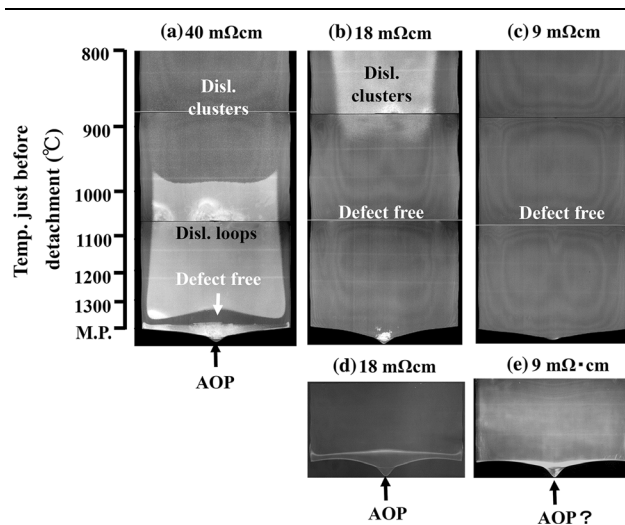 (a) 40 mΩcm
(b) 18 mΩcm
(c) 9 mΩcm
Temp. just before
detachment (℃)
800
900
1000
1100
1200
1300
M.P.
Disl.
clusters
Disl. loops
Defect free
AOP
Disl.
clusters
Defect free
Defect free
(d) 18 mΩcm
(e) 9 mΩ·cm
AOP
AOP ?